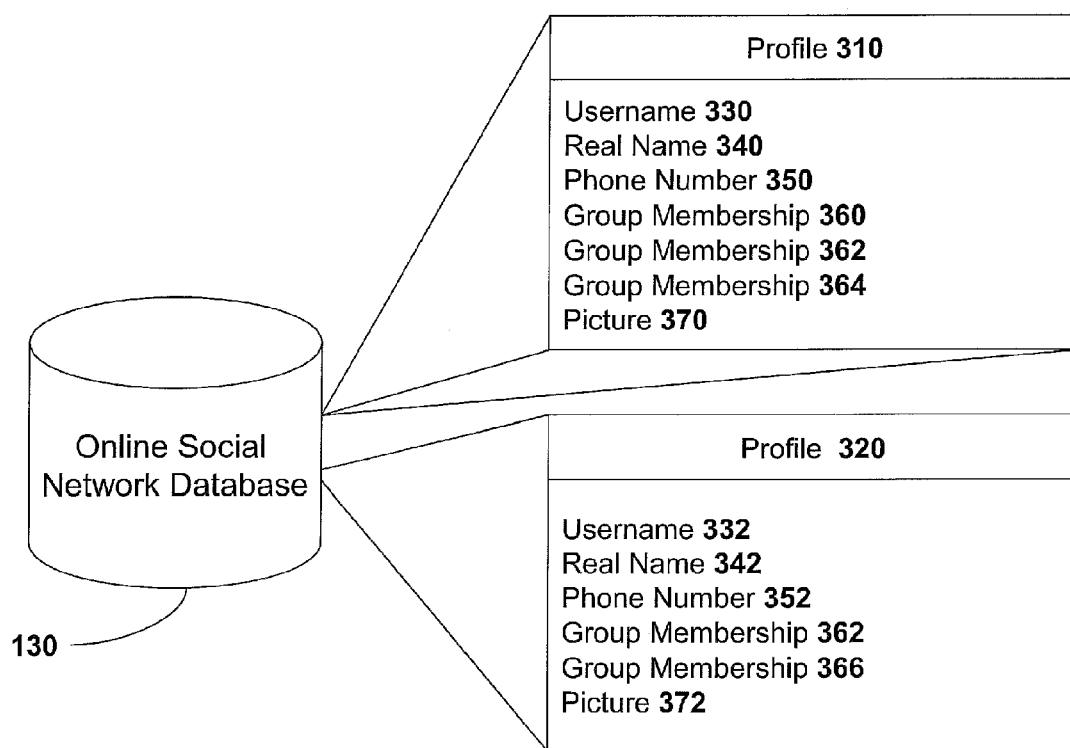 Profile 310
Username 330
Real Name 340
Phone Number 350
Group Membership 360
Group Membership 362
Group Membership 364
Picture 370
Online Social
Network Database
130
Profile 320
Username 332
Real Name 342
Phone Number 352
Group Membership 362
Group Membership 366
Picture 372